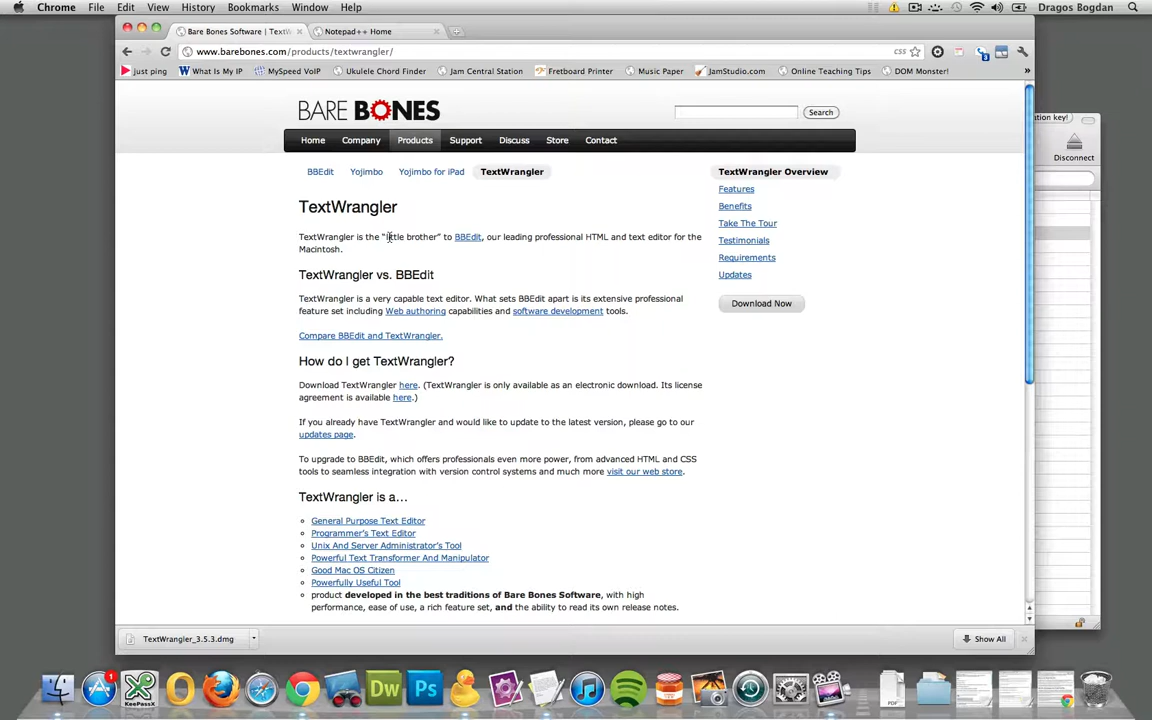 Chrome File Edit View History Bookmarks Window Help Dragos Bogdan
Bare Bones Software | TextW Notepad++ Home
www.barebones.com/products/textwrangler/ css 3
Just ping What Is My IP MySpeed VoIP Ukulele Chord Finder Jam Central Station Fretboard Printer Music Paper JamStudio.com Online Teaching Tips DOM Monster! »
BARE BONES Search
Home Company Products Support Discuss Store Contact
BBEdit Yojimbo Yojimbo for iPad TextWrangler
TextWrangler
TextWrangler is the “little brother” to BBEdit, our leading professional HTML and text editor for the
Macintosh.
TextWrangler vs. BBEdit
TextWrangler is a very capable text editor. What sets BBEdit apart is its extensive professional
feature set including Web authoring capabilities and software development tools.
Compare BBEdit and TextWrangler.
How do I get TextWrangler?
Download TextWrangler here. (TextWrangler is only available as an electronic download. Its license
agreement is available here.)
If you already have TextWrangler and would like to update to the latest version, please go to our
updates page.
To upgrade to BBEdit, which offers professionals even more power, from advanced HTML and CSS
tools to seamless integration with version control systems and much more visit our web store.
TextWrangler is a…
General Purpose Text Editor
Programmer’s Text Editor
Unix And Server Administrator’s Tool
Powerful Text Transformer And Manipulator
Good Mac OS Citizen
Powerfully Useful Tool
product developed in the best traditions of Bare Bones Software, with high
performance, ease of use, a rich feature set, and the ability to read its own release notes.
TextWrangler Overview
Features
Benefits
Take The Tour
Testimonials
Requirements
Updates
Download Now
ation key!
Disconnect
TextWrangler_3.5.3.dmg Show All
1 KeePassX Dw Ps PDF